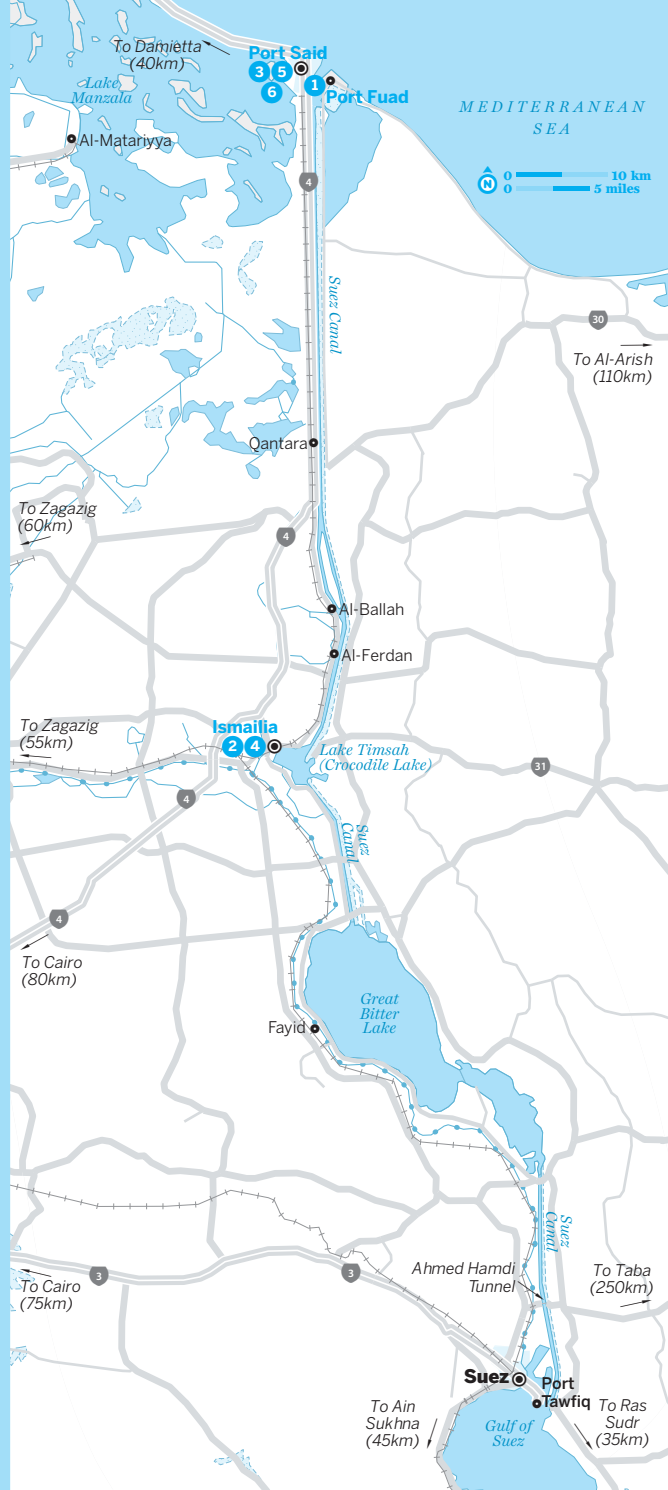 To Damietta
(40km)
Port Said
3 5
6
1
Port Fuad
Lake
Manzala
Al-Matariyya
MEDITERRANEAN
SEA
N
0 10 km
0 5 miles
4
Suez Canal
30
To Al-Arish
(110km)
Qantara
To Zagazig
(60km)
4
Al-Ballah
Al-Ferdan
To Zagazig
(55km)
Ismailia
2 4
Lake Timsah
(Crocodile Lake)
31
4
Suez
Canal
4
To Cairo
(80km)
Great
Bitter
Lake
Fayid
Suez
Canal
Ahmed Hamdi
Tunnel
To Taba
(250km)
3
3
To Cairo
(75km)
Suez
Port
Tawfiq
To Ain
Sukhna
(45km)
Gulf of
Suez
To Ras
Sudr
(35km)